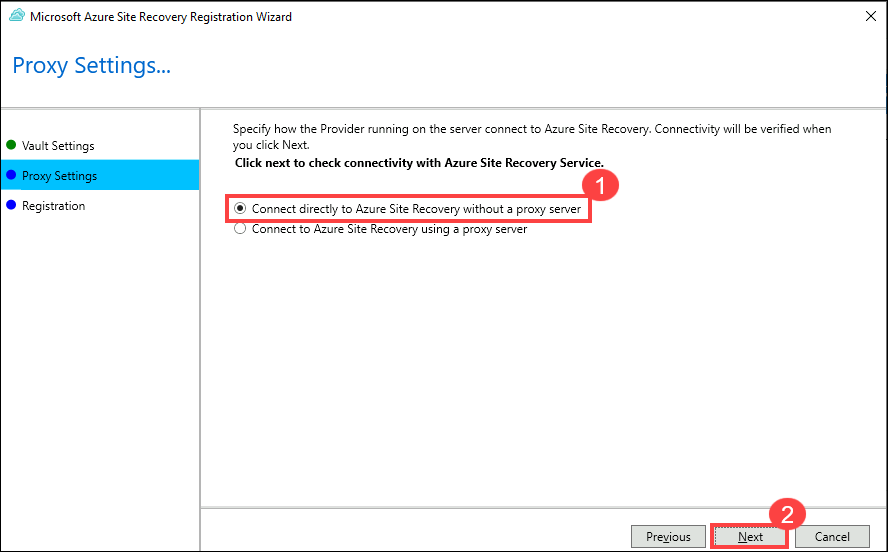 Microsoft Azure Site Recovery Registration Wizard
Proxy Settings...
Vault Settings
Proxy Settings
Registration
Specify how the Provider running on the server connect to Azure Site Recovery. Connectivity will be verified when
you click Next.
Click next to check connectivity with Azure Site Recovery Service.
1
Connect directly to Azure Site Recovery without a proxy server
Connect to Azure Site Recovery using a proxy server
2
Previous
Next
Cancel